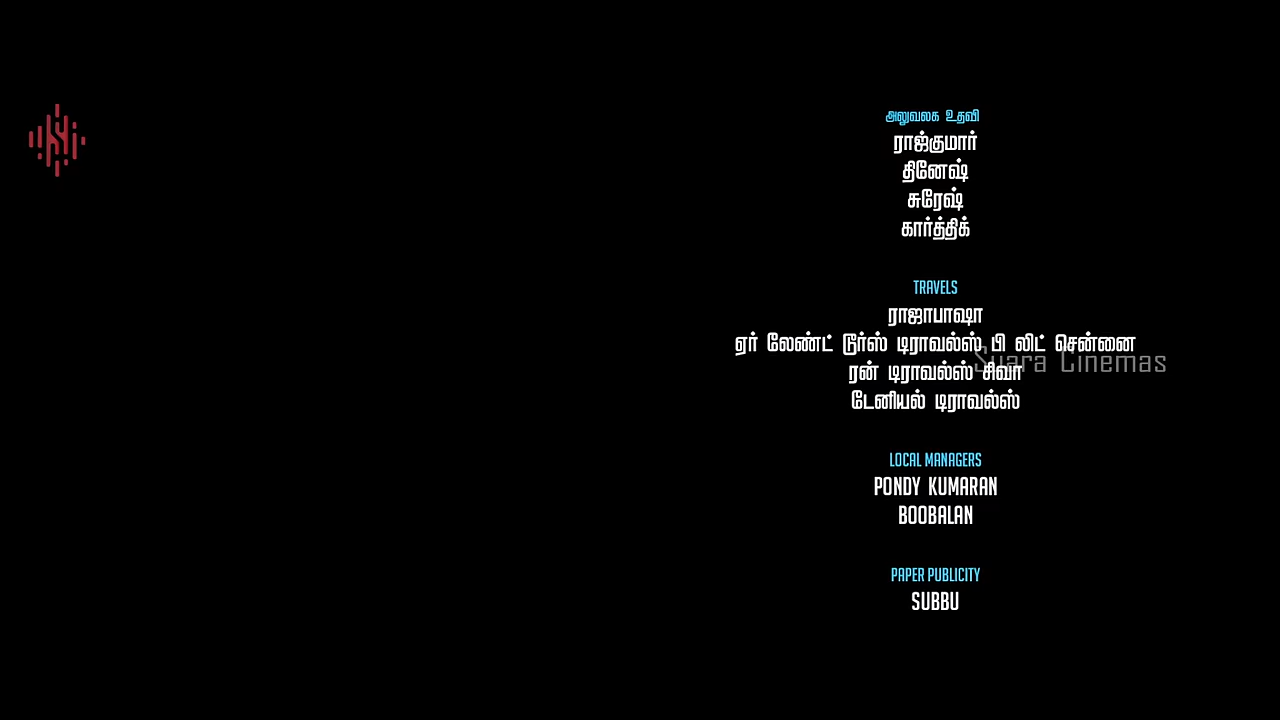 அலுவலக உதவி
ராஜ்குமார்
தினேஷ்
சுரேஷ்
கார்த்திக்
TRAVELS
ராஜாபாஷா
ஏர் லேண்ட் டூர்ஸ் டிராவல்ஸ் பி லிட் சென்னை
Suara Cinemas
ரன் டிராவல்ஸ் சிவா
டேனியல் டிராவல்ஸ்
LOCAL MANAGERS
PONDY KUMARAN
BOOBALAN
PAPER PUBLICITY
SUBBU